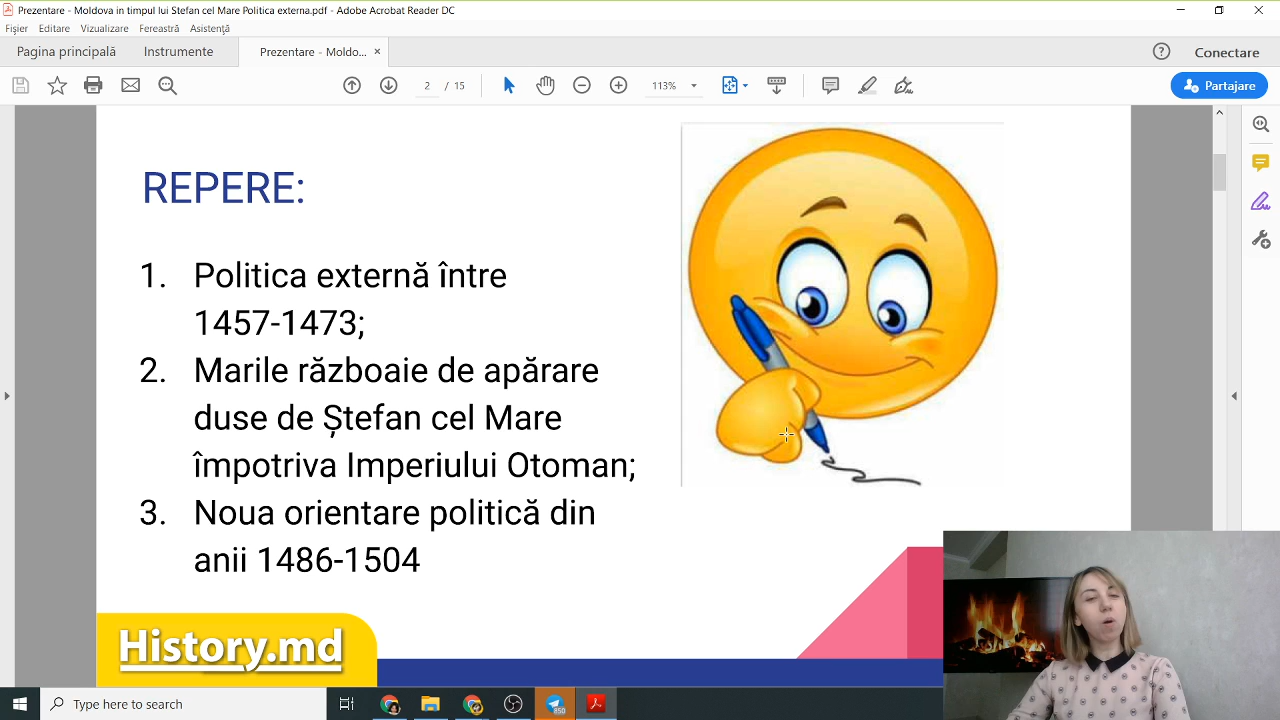 Prezentare - Moldova in timpul lui Stefan cel Mare Politica externa.pdf - Adobe Acrobat Reader DC
Fișier Editare Vizualizare Fereastră Asistență
Pagina principală Instrumente Prezentare - Moldo... × Conectare
2 / 15 113% Partajare
REPERE:
1. Politica externă între
1457-1473;
2. Marile războaie de apărare
duse de Ștefan cel Mare
împotriva Imperiului Otoman;
3. Noua orientare politică din
anii 1486-1504
History.md
Type here to search
850